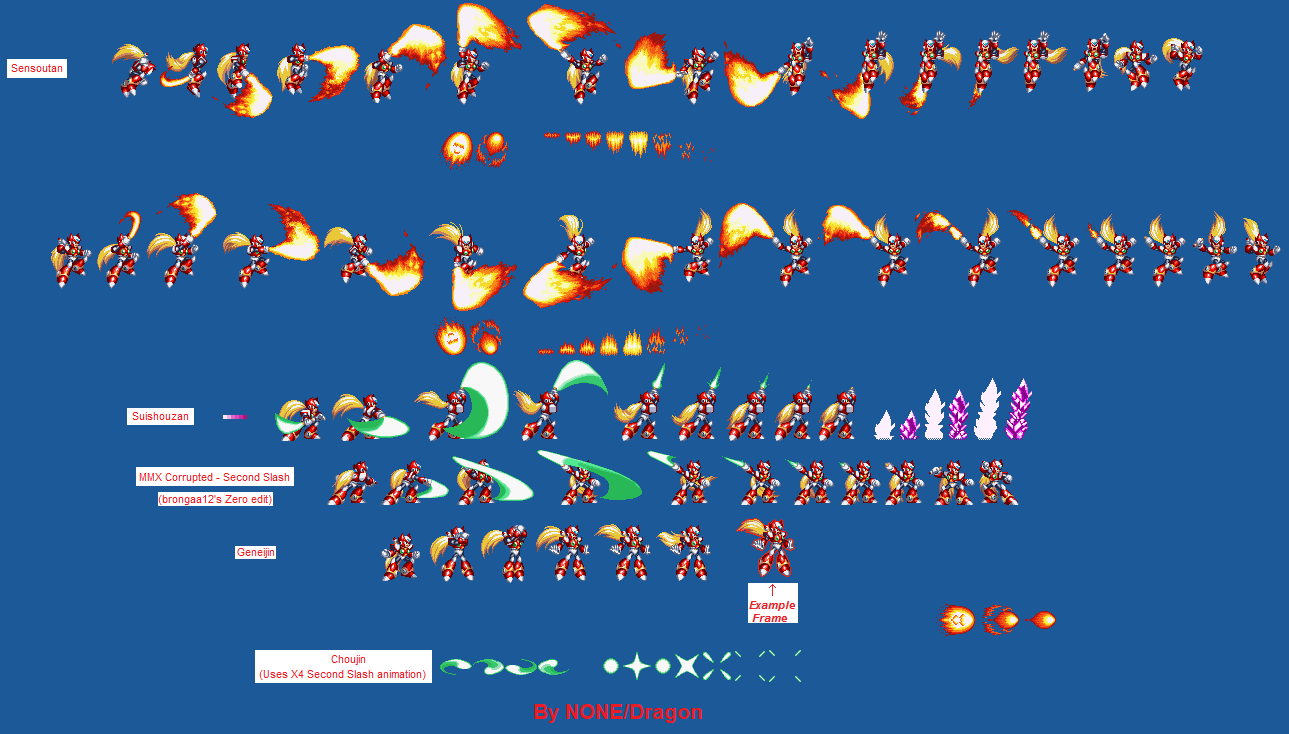 Sensoutan
Suishouzan
MMX Corrupted - Second Slash
(brongaa12's Zero edit)
Geneijin
↑
Example
Frame
Choujin
(Uses X4 Second Slash animation)
By NONE/Dragon